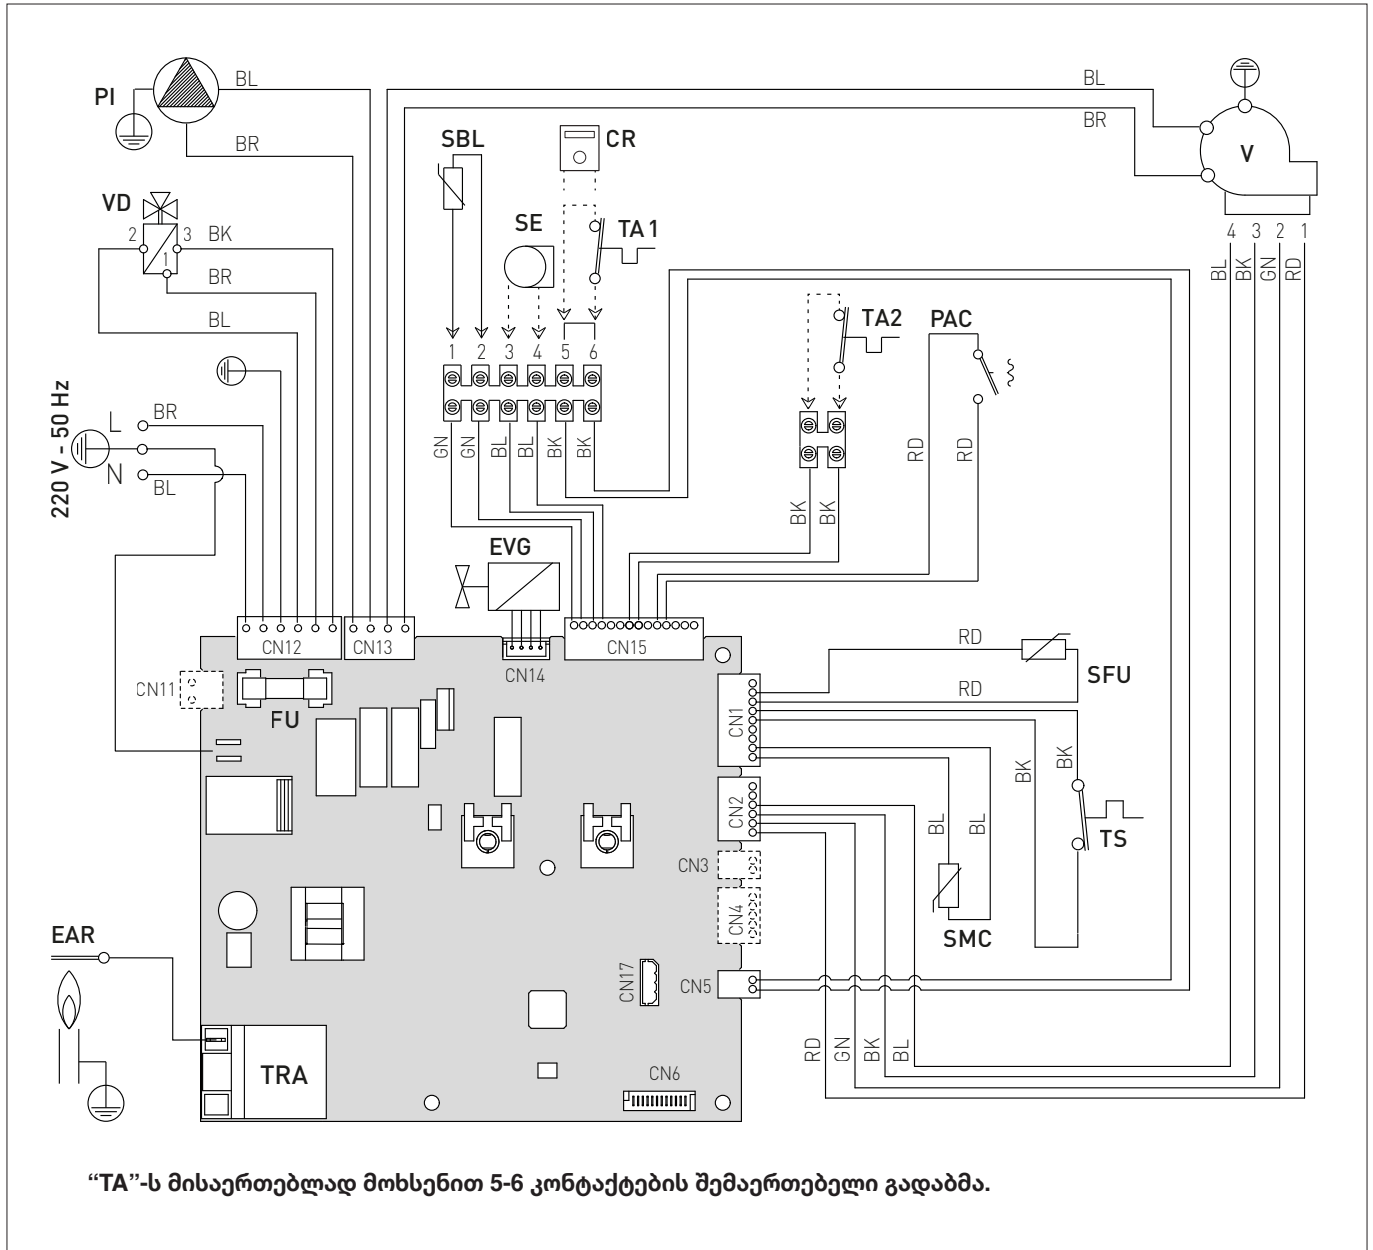 BL
BL
PI
BR
BR
SBL
CR
V
VD
SE
TA 1
2
3
BK
4
3
2
1
1
BL
BK
GN
RD
BR
TA2
PAC
BL
1
2
3
4
5
6
220 V - 50 Hz
L
BR
N
BL
GN
GN
BL
BL
BK
BK
RD
RD
BK
BK
EVG
CN12
CN13
CN14
CN15
RD
SFU
RD
CN11
FU
CN1
BK
BK
CN2
BL
BL
TS
CN3
CN4
SMC
EAR
CN17
CN5
RD
GN
BK
BL
TRA
CN6
“TA”-ს მისაერთებლად მოხსენით 5-6 კონტაქტების შემაერთებელი გადაბმა.